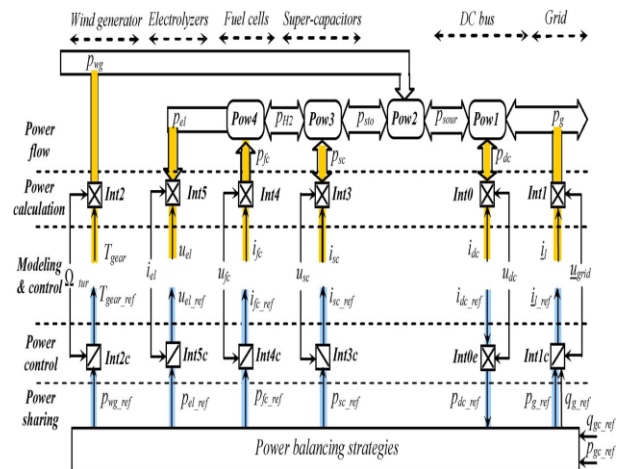 Wind generator Electrolyzers Fuel cells Super-capacitors DC bus Grid
p_wg
Power flow
p_el Pow4 p_H2 Pow3 p_sto Pow2 p_sour Pow1 p_g
p_fc p_sc p_dc
Power calculation
Int2 Int5 Int4 Int3 Int0 Int1
Modeling & control
T_gear u_el i_fc i_sc i_dc i_l
Ω_tur i_el u_fc u_sc u_dc u_grid
T_gear_ref u_el_ref i_fc_ref i_sc_ref i_dc_ref i_l_ref
Power control
Int2c Int5c Int4c Int3c Int0e Int1c
Power sharing
p_wg_ref p_el_ref p_fc_ref p_sc_ref p_dc_ref p_g_ref q_g_ref
q_gc_ref
Power balancing strategies
p_gc_ref